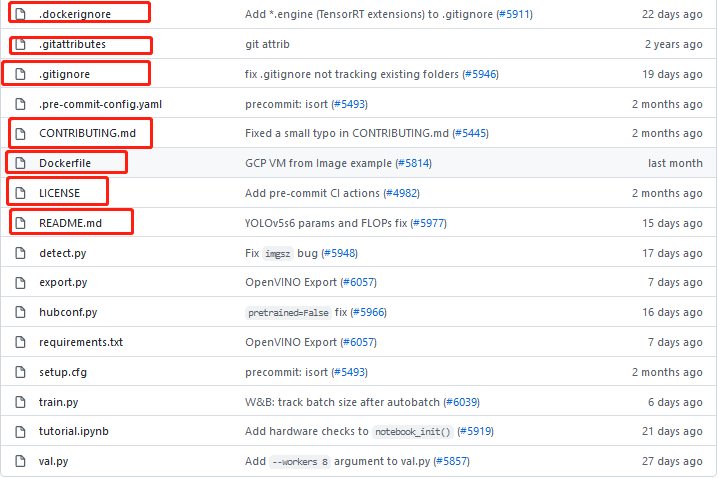 .dockerignore Add *.engine (TensorRT extensions) to .gitignore (#5911) 22 days ago
.gitattributes git attrib 2 years ago
.gitignore fix .gitignore not tracking existing folders (#5946) 19 days ago
.pre-commit-config.yaml precommit: isort (#5493) 2 months ago
CONTRIBUTING.md Fixed a small typo in CONTRIBUTING.md (#5445) 2 months ago
Dockerfile GCP VM from Image example (#5814) last month
LICENSE Add pre-commit CI actions (#4982) 2 months ago
README.md YOLOv5s6 params and FLOPs fix (#5977) 15 days ago
detect.py Fix imgsz bug (#5948) 17 days ago
export.py OpenVINO Export (#6057) 7 days ago
hubconf.py pretrained=False fix (#5966) 16 days ago
requirements.txt OpenVINO Export (#6057) 7 days ago
setup.cfg precommit: isort (#5493) 2 months ago
train.py W&B: track batch size after autobatch (#6039) 6 days ago
tutorial.ipynb Add hardware checks to notebook_init() (#5919) 21 days ago
val.py Add --workers 8 argument to val.py (#5857) 27 days ago